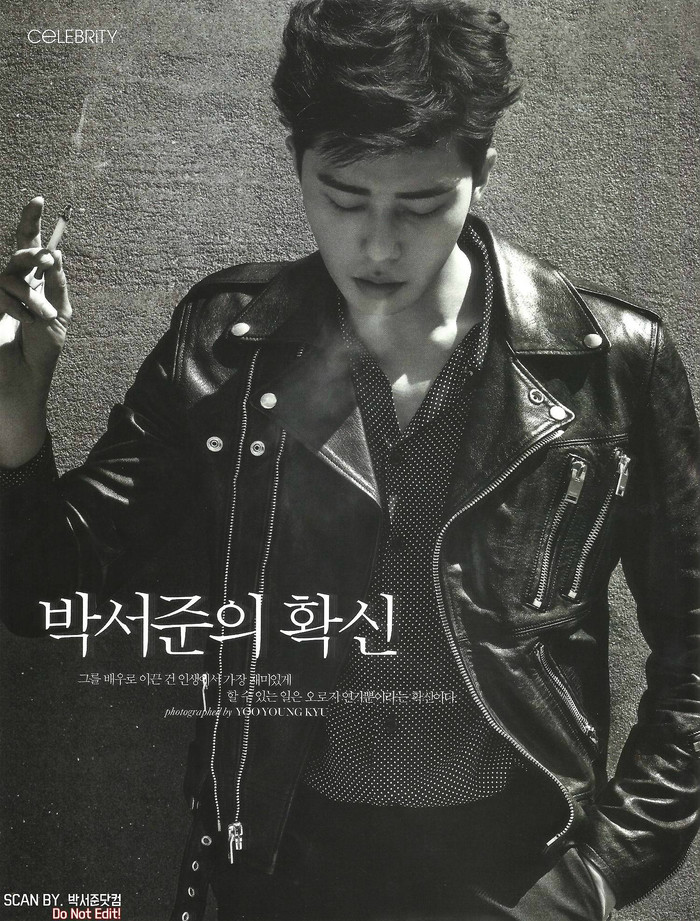 CELEBRITY
박서준의 확신
그를 배우로 이끈 건 인생에서 가장 재미있게
할 수 있는 일은 오로지 연기뿐이라는 확신이다.
photographed by YOO YOUNG KYU
SCAN BY. 박서준닷컴
Do Not Edit!